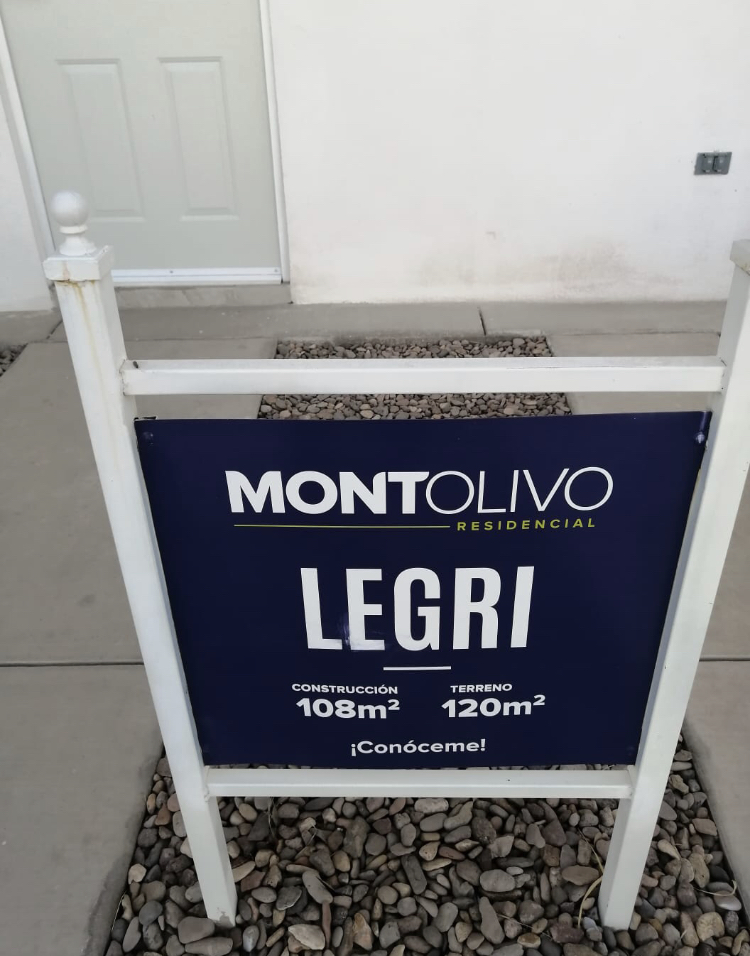 MONTOLIVO
RESIDENCIAL
LEGRI
CONSTRUCCIÓN TERRENO
108m² 120m²
¡Conóceme!